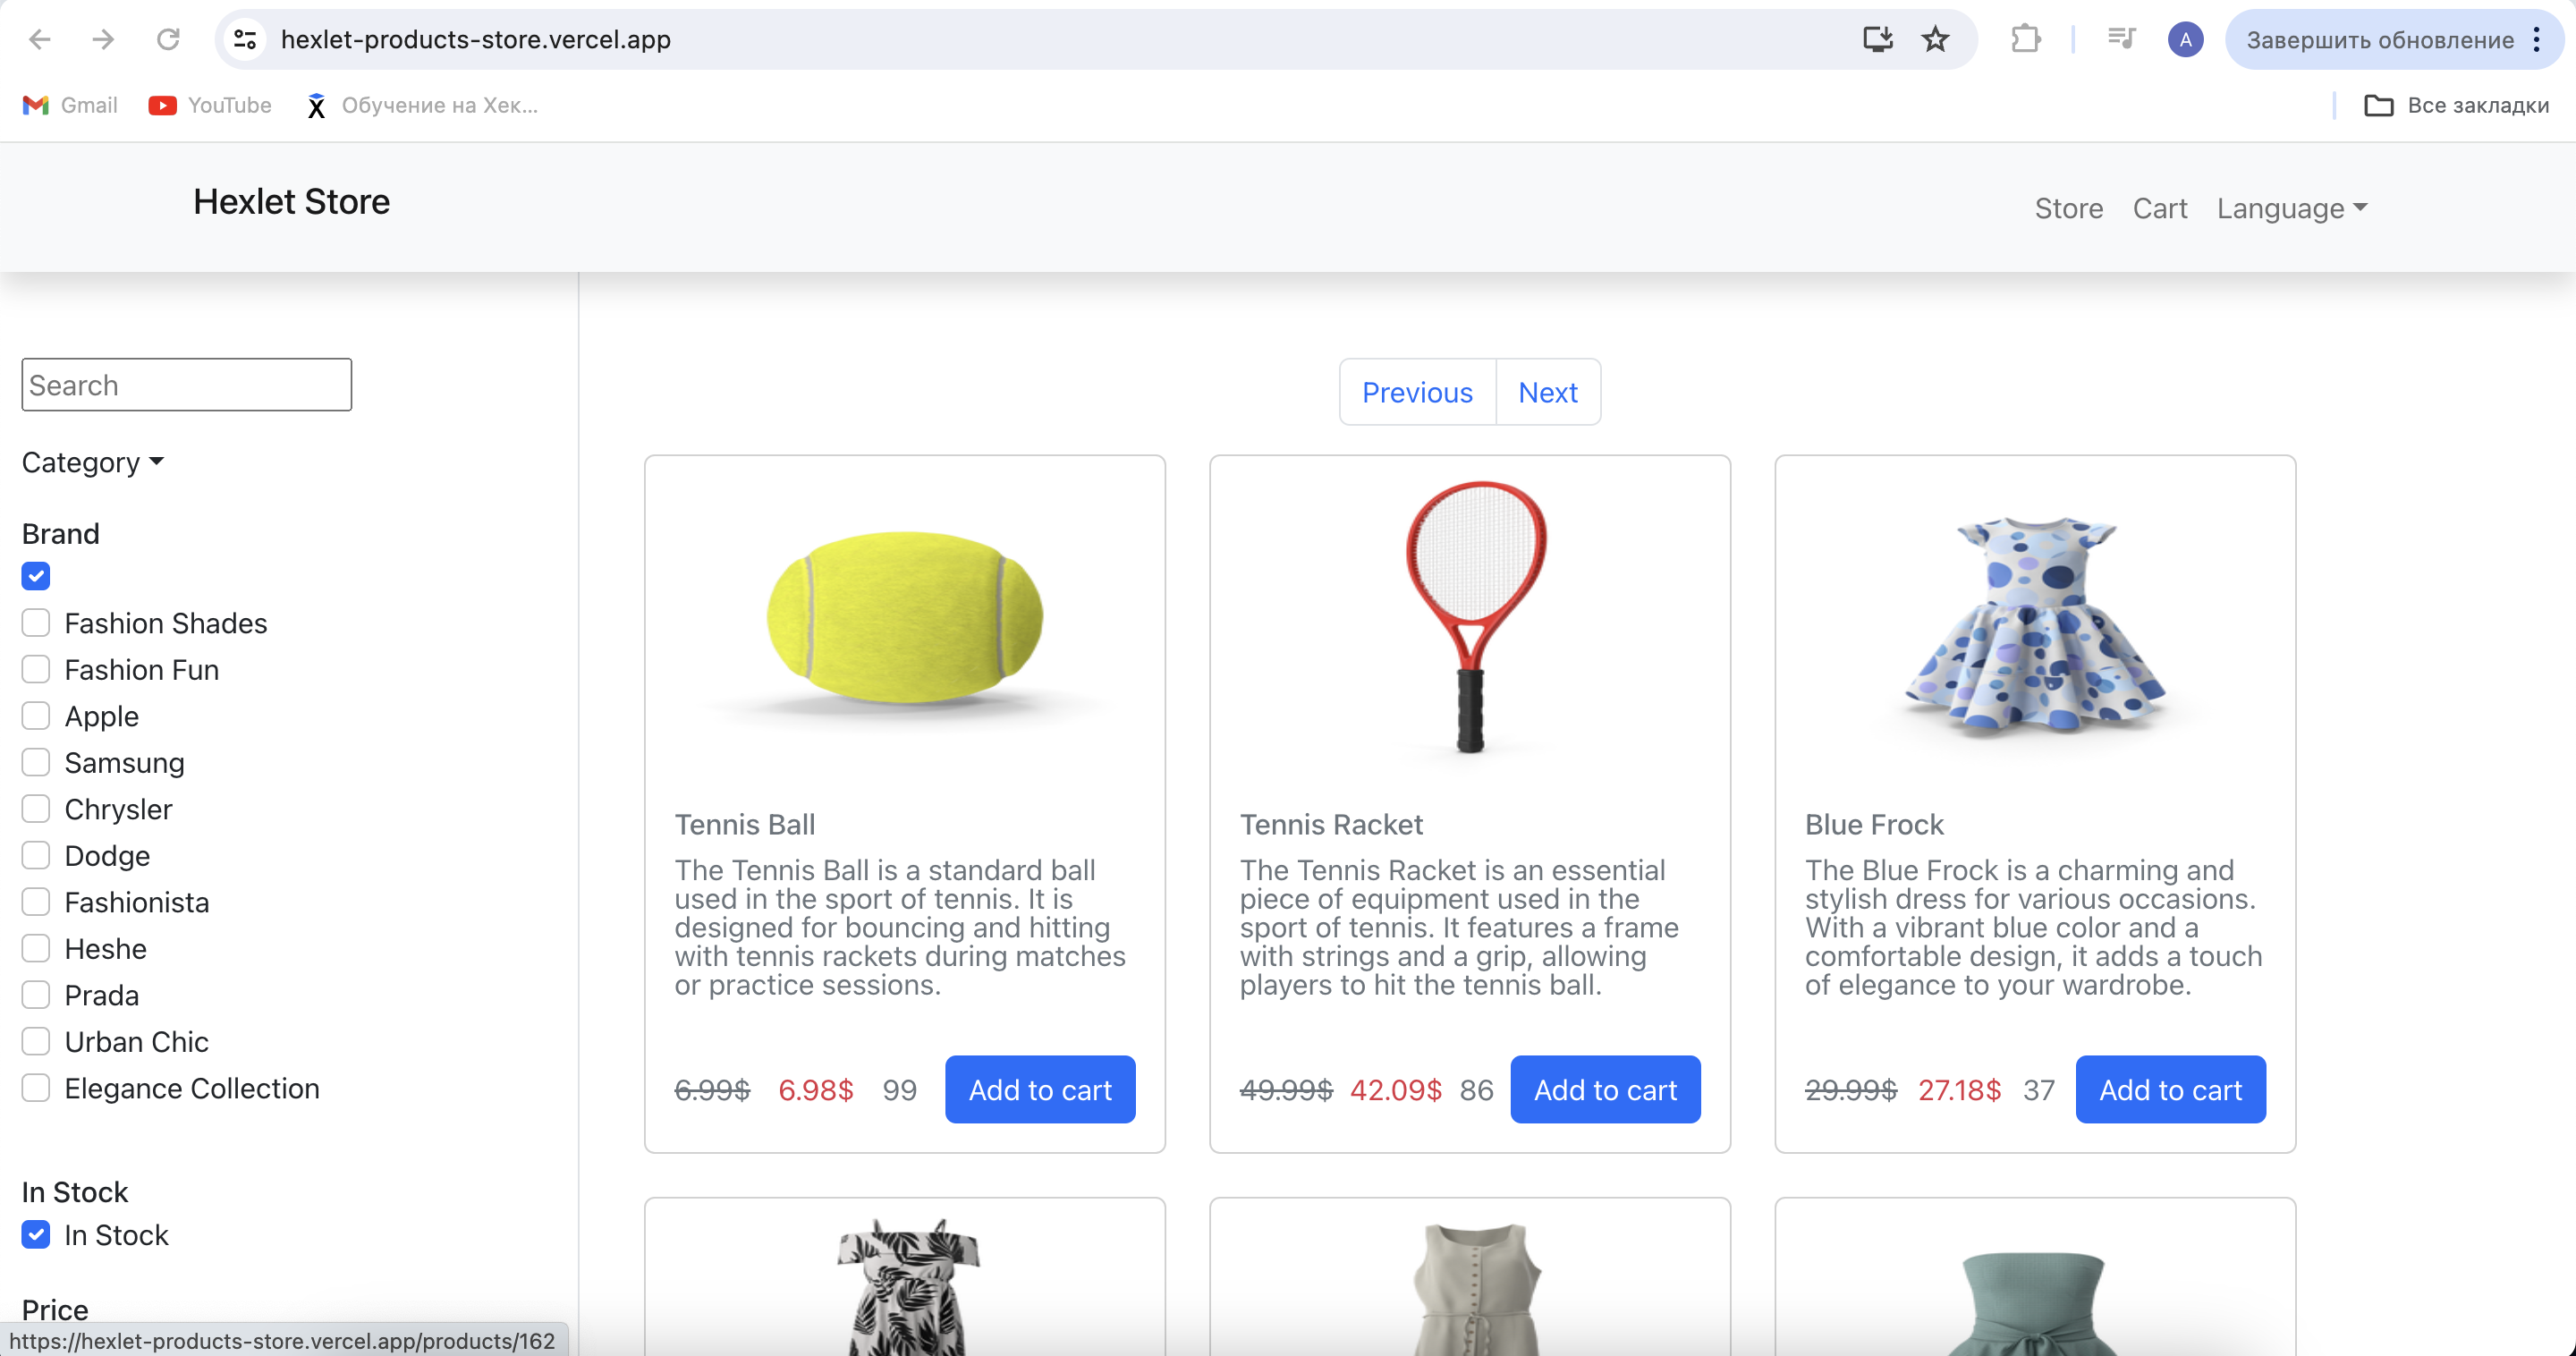 hexlet-products-store.vercel.app
A
Завершить обновление
Gmail
YouTube
Обучение на Хек...
Все закладки
Hexlet Store
Store
Cart
Language
Search
Previous
Next
Category
Brand
Fashion Shades
Fashion Fun
Apple
Samsung
Chrysler
Dodge
Fashionista
Heshe
Prada
Urban Chic
Elegance Collection
In Stock
In Stock
Price
Tennis Ball
The Tennis Ball is a standard ball
used in the sport of tennis. It is
designed for bouncing and hitting
with tennis rackets during matches
or practice sessions.
6.99$ 6.98$ 99 Add to cart
Tennis Racket
The Tennis Racket is an essential
piece of equipment used in the
sport of tennis. It features a frame
with strings and a grip, allowing
players to hit the tennis ball.
49.99$ 42.09$ 86 Add to cart
Blue Frock
The Blue Frock is a charming and
stylish dress for various occasions.
With a vibrant blue color and a
comfortable design, it adds a touch
of elegance to your wardrobe.
29.99$ 27.18$ 37 Add to cart
https://hexlet-products-store.vercel.app/products/162